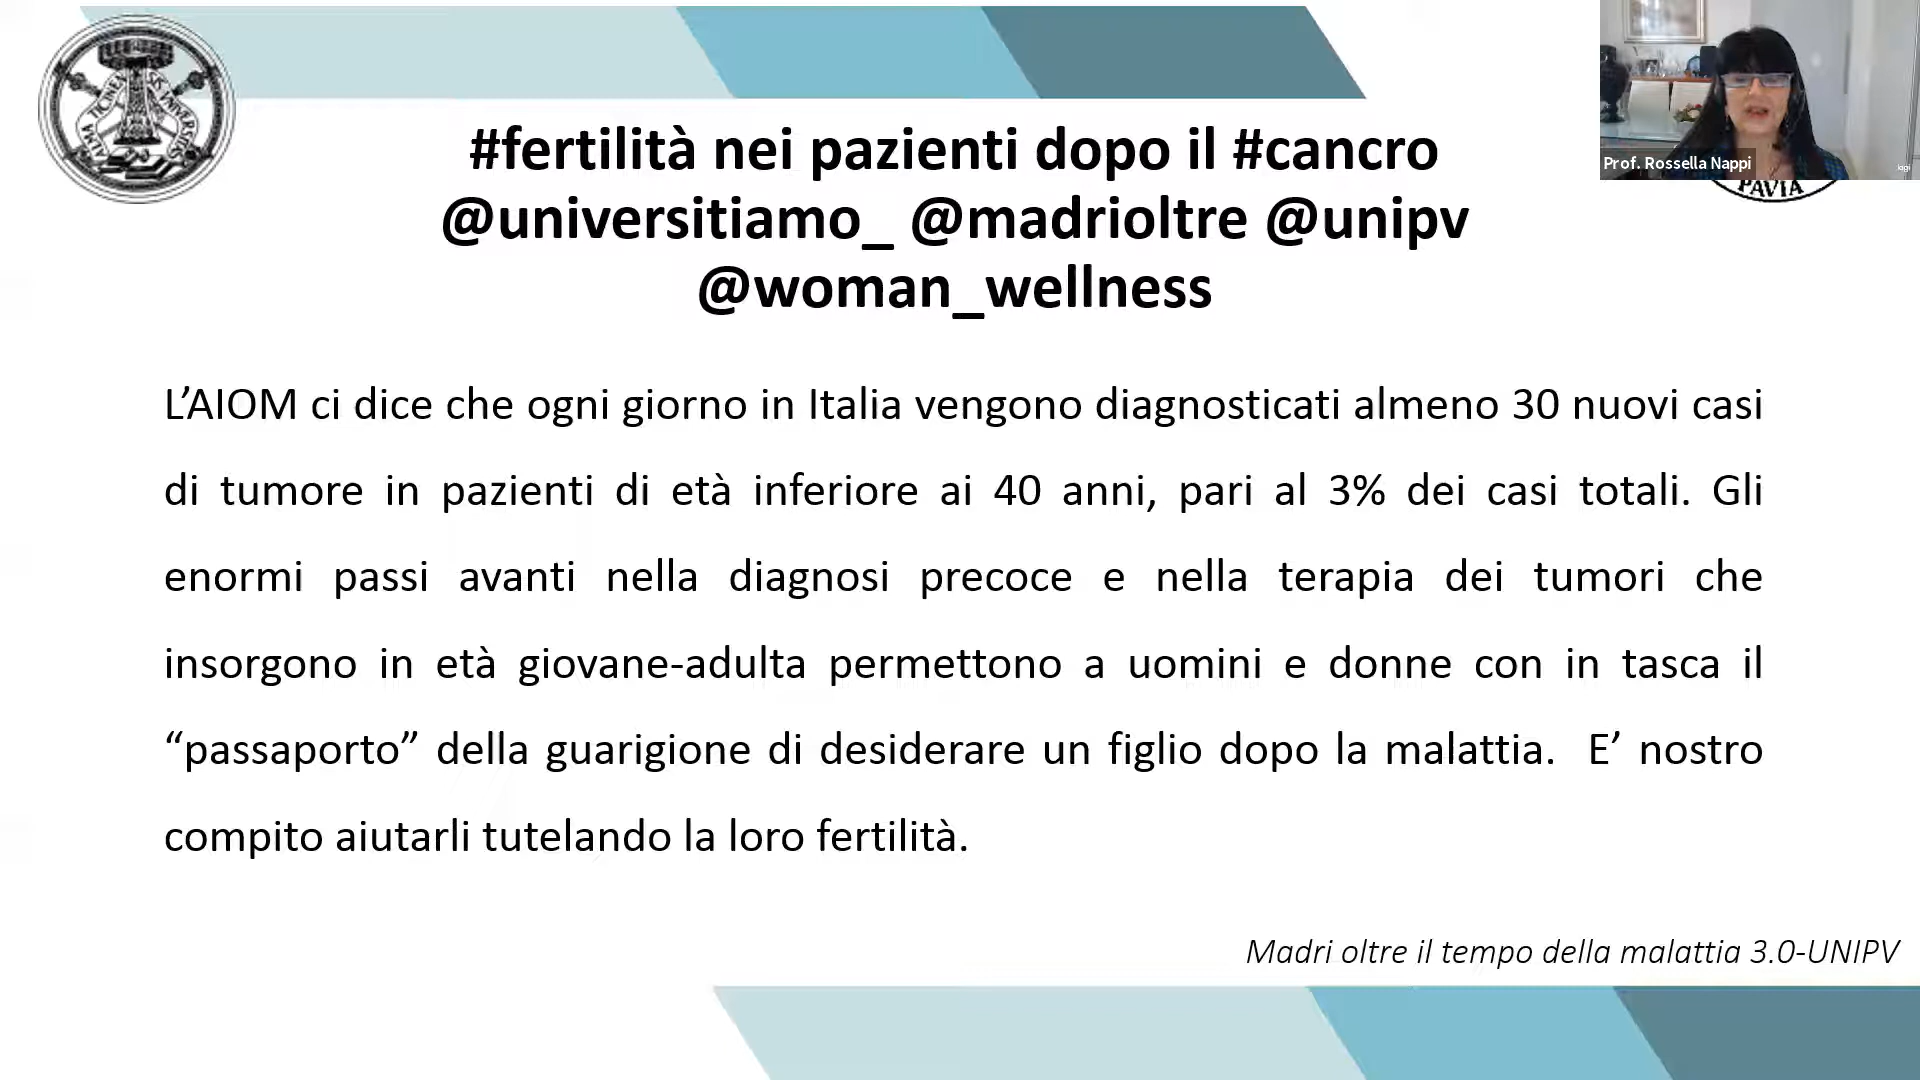 #fertilità nei pazienti dopo il #cancro
@universitiamo_ @madrioltre @unipv
@woman_wellness
Prof. Rossella Nappi
PAVIA
L’AIOM ci dice che ogni giorno in Italia vengono diagnosticati almeno 30 nuovi casi
di tumore in pazienti di età inferiore ai 40 anni, pari al 3% dei casi totali. Gli
enormi passi avanti nella diagnosi precoce e nella terapia dei tumori che
insorgono in età giovane-adulta permettono a uomini e donne con in tasca il
“passaporto” della guarigione di desiderare un figlio dopo la malattia.  E’ nostro
compito aiutarli tutelando la loro fertilità.
Madri oltre il tempo della malattia 3.0-UNIPV